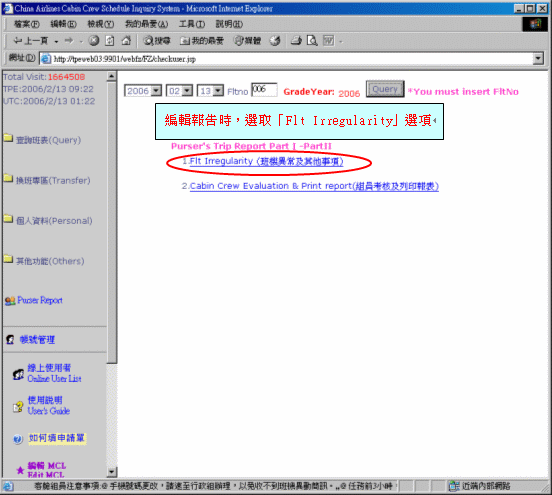 China Airlines Cabin Crew Schedule Inquiry System - Microsoft Internet Explorer
檔案(F) 編輯(E) 檢視(V) 我的最愛(A) 工具(T) 說明(H)
上一頁 搜尋 我的最愛 媒體
網址(D) http://tpeweb03:9901/webfz/FZ/checkuser.jsp
Total Visit:1664508
TPE:2006/2/13 09:22
UTC:2006/2/13 01:22
2006 02 13 Fltno 006 GradeYear: 2006 Query *You must insert FltNo
編輯報告時，選取「Flt Irregularity」選項
Purser's Trip Report Part I -PartII
1.Flt Irregularity (班機異常及其他事項)
2.Cabin Crew Evaluation & Print report(組員考核及列印報表)
查詢班表(Query)
換班專區(Transfer)
個人資料(Personal)
其他功能(Others)
Purser Report
帳號管理
線上使用者
Online User List
使用說明
User's Guide
如何填申請單
編輯 MCL
Edit MCL
客艙組員注意事項@手機號碼更改，請進至行政組辦理，以免收不到班機異動簡訊。..@任務前3小時
近端內部網路